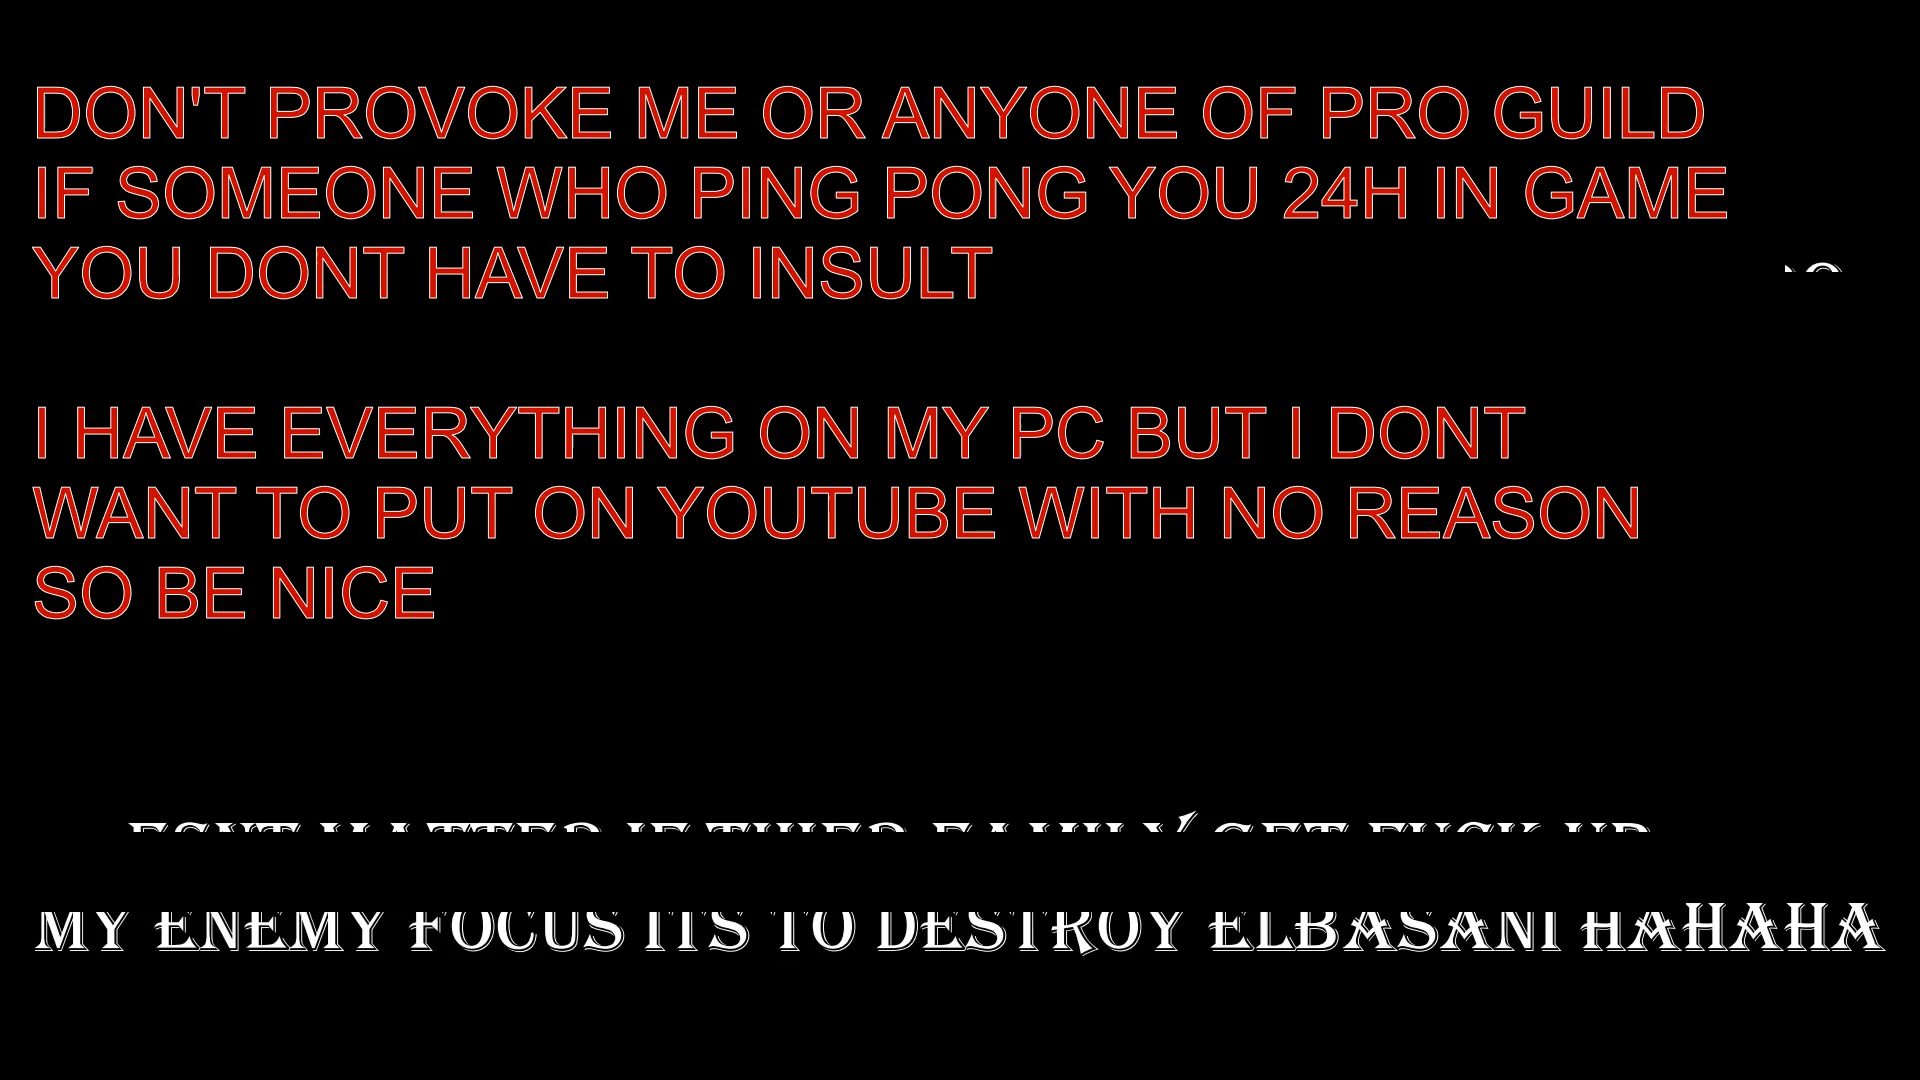 DON'T PROVOKE ME OR ANYONE OF PRO GUILD
IF SOMEONE WHO PING PONG YOU 24H IN GAME
YOU DONT HAVE TO INSULT
I HAVE EVERYTHING ON MY PC BUT I DONT
WANT TO PUT ON YOUTUBE WITH NO REASON
SO BE NICE
MY ENEMY FOCUS ITS TO DESTROY ELBASANI HAHAHA